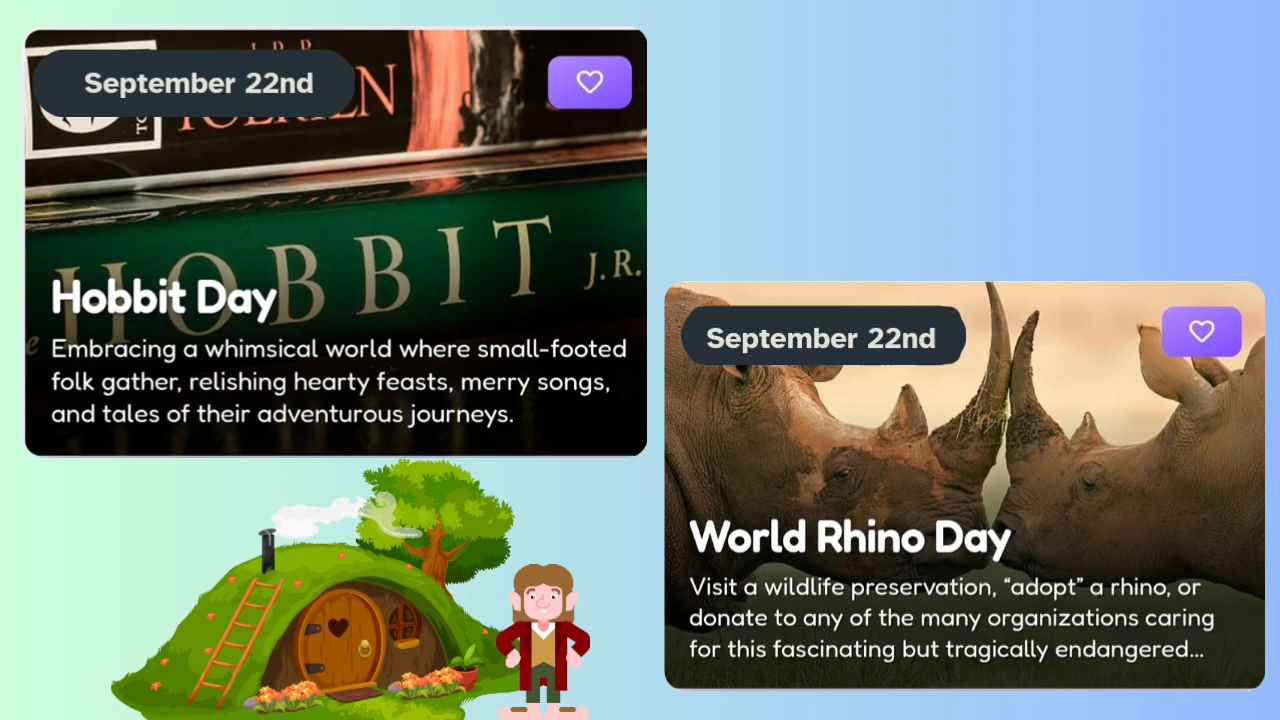 J.R.R.
TOLKIEN
September 22nd
HOBBIT J.R.
Hobbit Day
Embracing a whimsical world where small-footed
folk gather, relishing hearty feasts, merry songs,
and tales of their adventurous journeys.
September 22nd
World Rhino Day
Visit a wildlife preservation, “adopt” a rhino, or
donate to any of the many organizations caring
for this fascinating but tragically endangered...